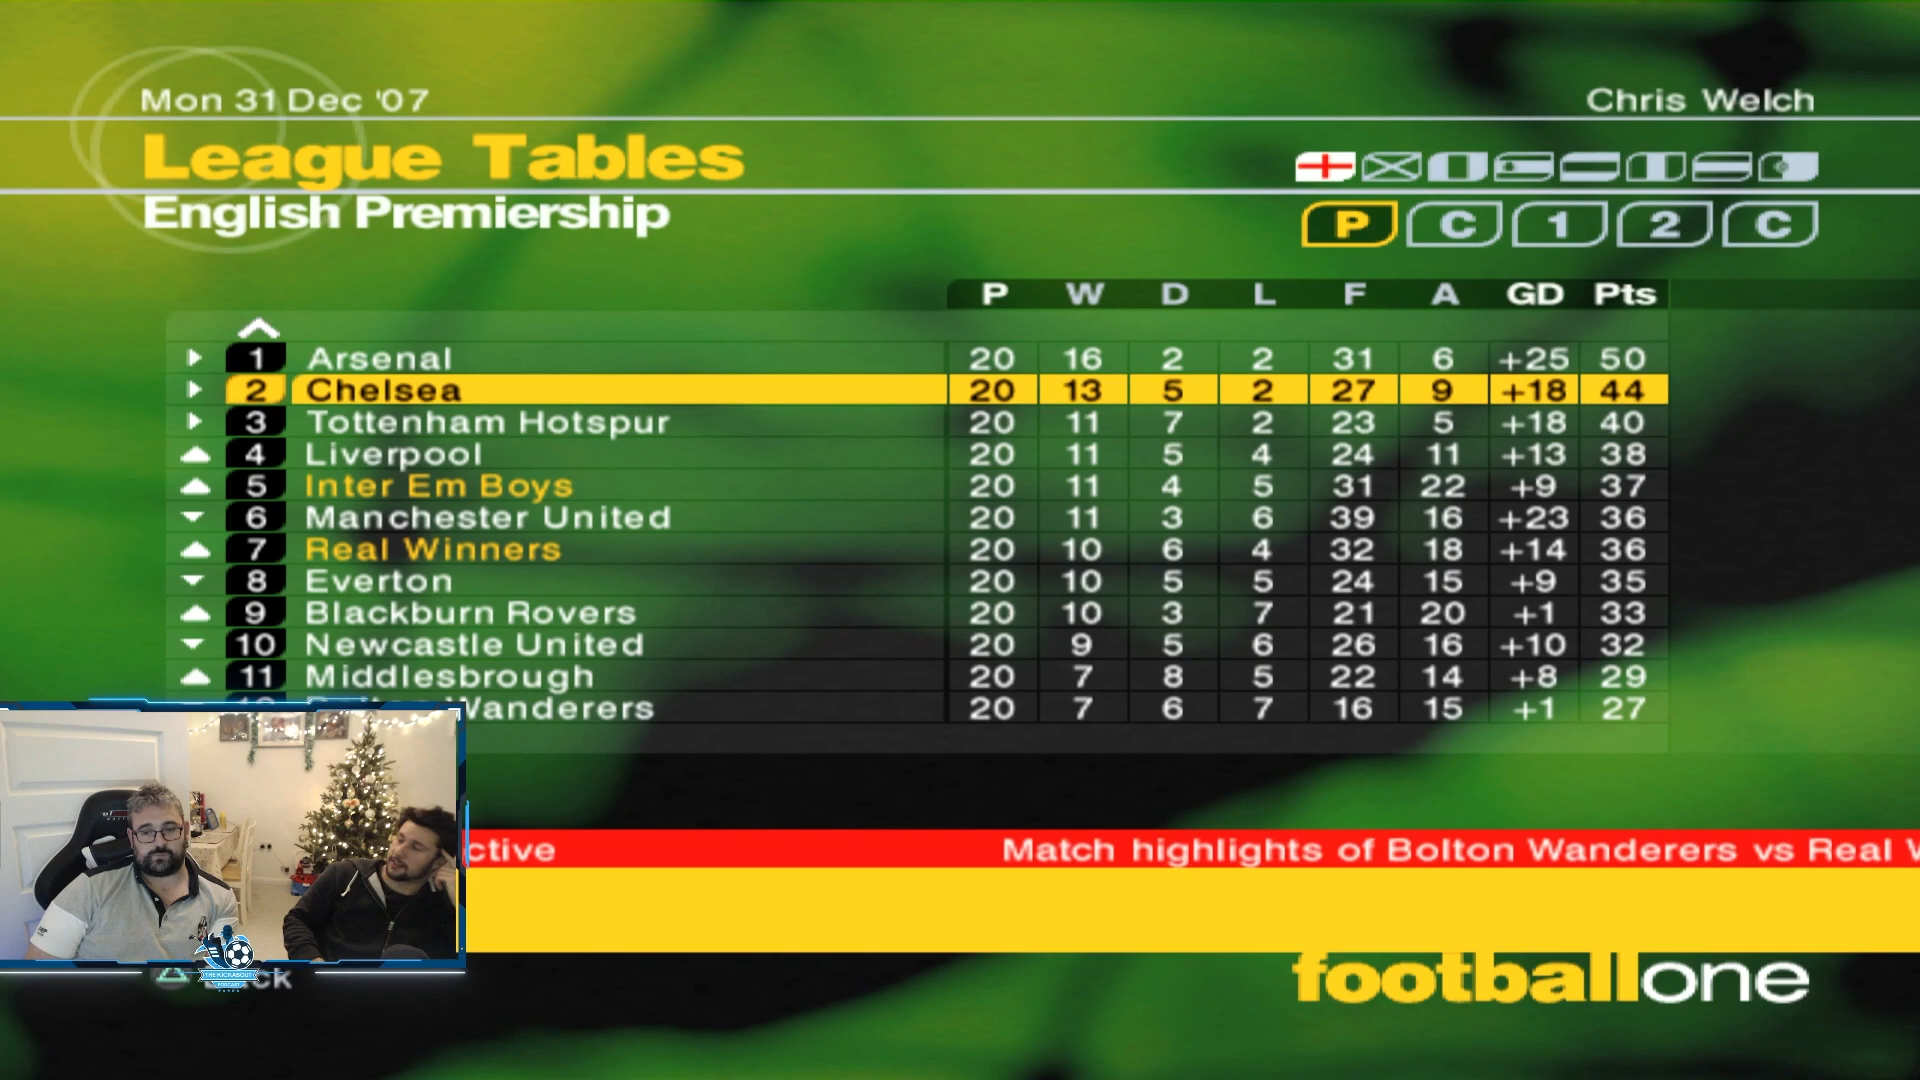 Mon 31 Dec '07
Chris Welch
League Tables
English Premiership
P C 1 2 C
P W D L F A GD Pts
1 Arsenal 20 16 2 2 31 6 +25 50
2 Chelsea 20 13 5 2 27 9 +18 44
3 Tottenham Hotspur 20 11 7 2 23 5 +18 40
4 Liverpool 20 11 5 4 24 11 +13 38
5 Inter Em Boys 20 11 4 5 31 22 +9 37
6 Manchester United 20 11 3 6 39 16 +23 36
7 Real Winners 20 10 6 4 32 18 +14 36
8 Everton 20 10 5 5 24 15 +9 35
9 Blackburn Rovers 20 10 3 7 21 20 +1 33
10 Newcastle United 20 9 5 6 26 16 +10 32
11 Middlesbrough 20 7 8 5 22 14 +8 29
Wanderers 20 7 6 7 16 15 +1 27
ctive Match highlights of Bolton Wanderers vs Real W
THE KICKABOUT
PODCAST
ck
footballone